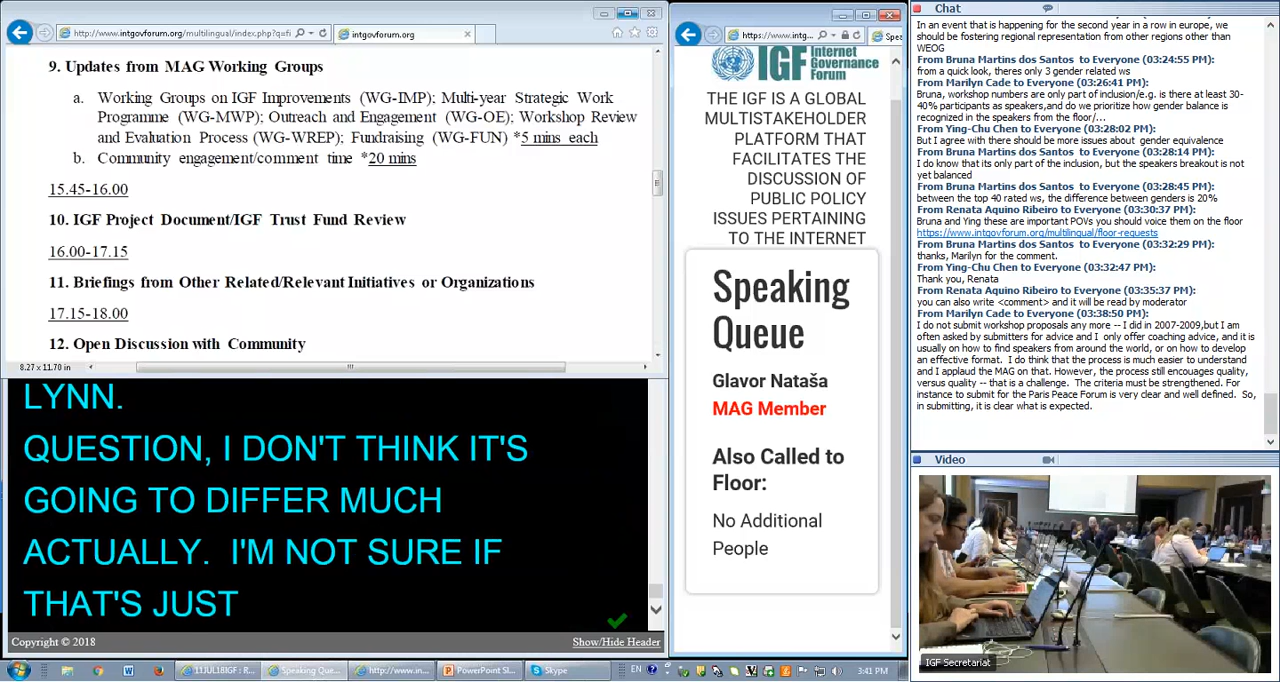 http://www.intgovforum.org/multilingual/index.php?q=fi
intgovforum.org
9. Updates from MAG Working Groups
a. Working Groups on IGF Improvements (WG-IMP); Multi-year Strategic Work
Programme (WG-MWP); Outreach and Engagement (WG-OE); Workshop Review
and Evaluation Process (WG-WREP); Fundraising (WG-FUN) *5 mins each
b. Community engagement/comment time *20 mins
15.45-16.00
10. IGF Project Document/IGF Trust Fund Review
16.00-17.15
11. Briefings from Other Related/Relevant Initiatives or Organizations
17.15-18.00
12. Open Discussion with Community
8.27 x 11.70 in
LYNN.
QUESTION, I DON'T THINK IT'S
GOING TO DIFFER MUCH
ACTUALLY. I'M NOT SURE IF
THAT'S JUST
Copyright © 2018
Show/Hide Header
https://www.intg...
Spea
IGF
Internet
Governance
Forum
THE IGF IS A GLOBAL
MULTISTAKEHOLDER
PLATFORM THAT
FACILITATES THE
DISCUSSION OF
PUBLIC POLICY
ISSUES PERTAINING
TO THE INTERNET
Speaking
Queue
Glavor Nataša
MAG Member
Also Called to
Floor:
No Additional
People
Chat
In an event that is happening for the second year in a row in europe, we
should be fostering regional representation from other regions other than
WEOG
From Bruna Martins dos Santos to Everyone (03:24:55 PM):
from a quick look, theres only 3 gender related ws
From Marilyn Cade to Everyone (03:26:41 PM):
Bruna, workshop numbers are only part of inclusion/e.g. is there at least 30-
40% participants as speakers,and do we prioritize how gender balance is
recognized in the speakers from the floor/...
From Ying-Chu Chen to Everyone (03:28:02 PM):
But I agree with there should be more issues about gender equivalence
From Bruna Martins dos Santos to Everyone (03:28:14 PM):
I do know that its only part of the inclusion, but the speakers breakout is not
yet balanced
From Bruna Martins dos Santos to Everyone (03:28:45 PM):
between the top 40 rated ws, the difference between genders is 20%
From Renata Aquino Ribeiro to Everyone (03:30:37 PM):
Bruna and Ying these are important POVs you should voice them on the floor
https://www.intgovforum.org/multilingual/floor-requests
From Bruna Martins dos Santos to Everyone (03:32:29 PM):
thanks, Marilyn for the comment.
From Ying-Chu Chen to Everyone (03:32:47 PM):
Thank you, Renata
From Renata Aquino Ribeiro to Everyone (03:35:37 PM):
you can also write <comment> and it will be read by moderator
From Marilyn Cade to Everyone (03:38:50 PM):
I do not submit workshop proposals any more -- I did in 2007-2009,but I am
often asked by submitters for advice and I only offer coaching advice, and it is
usually on how to find speakers from around the world, or on how to develop
an effective format. I do think that the process is much easier to understand
and I applaud the MAG on that. However, the process still encouages quality,
versus quality -- that is a challenge. The criteria must be strengthened. For
instance to submit for the Paris Peace Forum is very clear and well defined. So,
in submitting, it is clear what is expected.
Video
IGF Secretariat
11JUL18IGF : R...
Speaking Que...
http://www.in...
PowerPoint Sl...
Skype
EN
3:41 PM